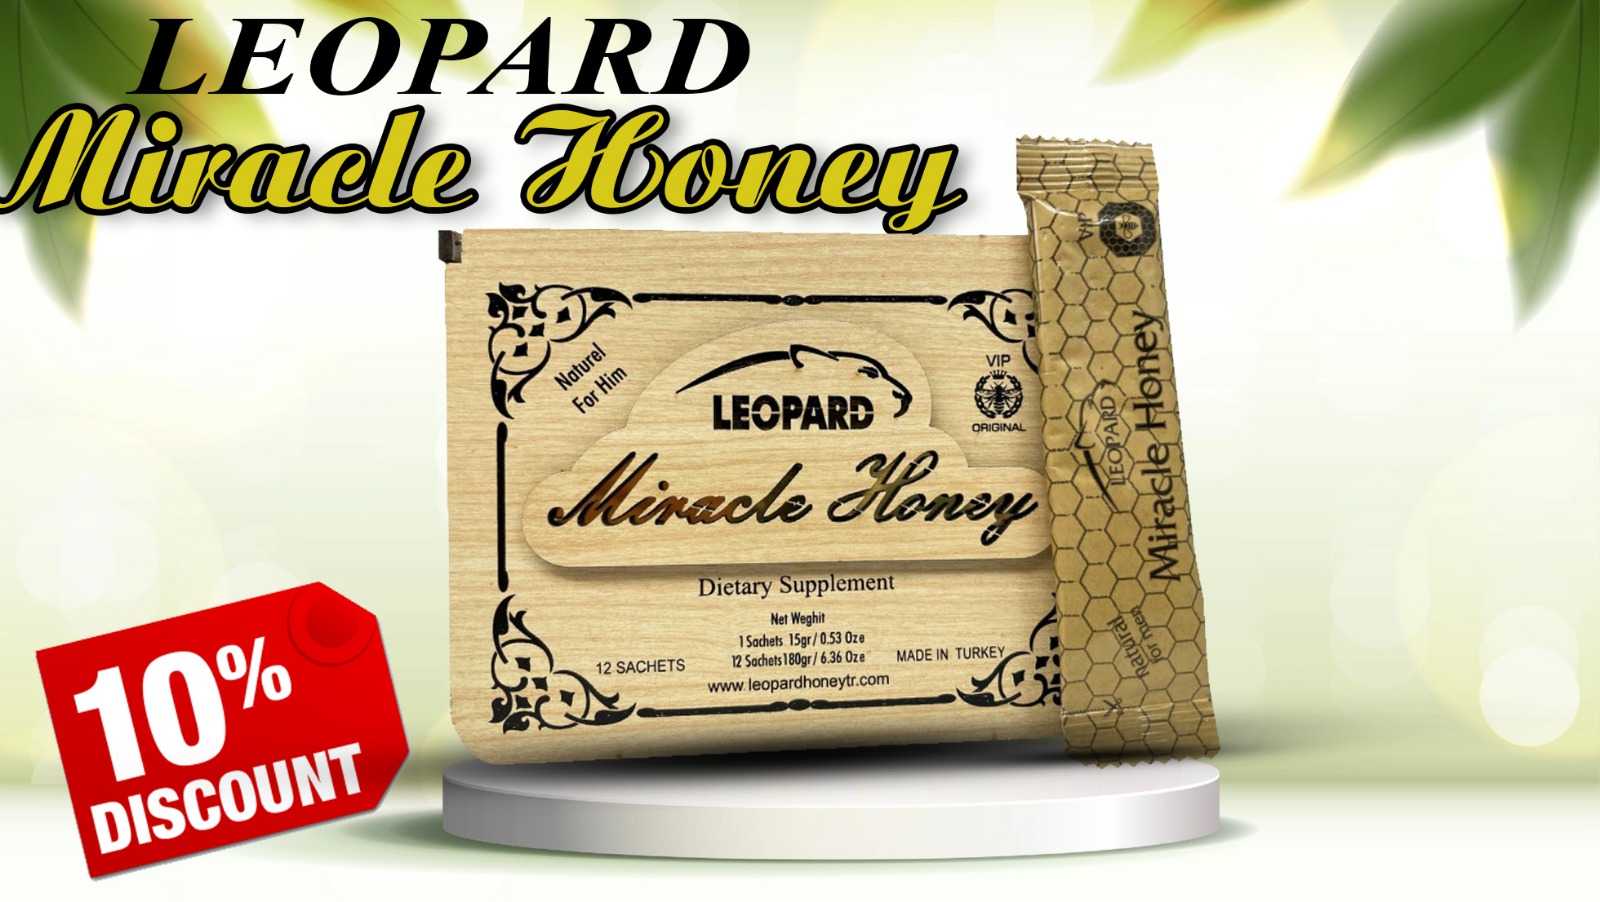 LEOPARD
Miracle Honey
Naturel
For Him
LEOPARD
VIP
ORIGINAL
Miracle Honey
Dietary Supplement
Net Weghit
1 Sachets 15gr / 0.53 Oze
12 Sachets 180gr / 6.36 Oze
12 SACHETS
MADE IN TURKEY
www.leopardhoneytr.com
VIP
LEOPARD
Miracle Honey
Natural
for men
10%
DISCOUNT